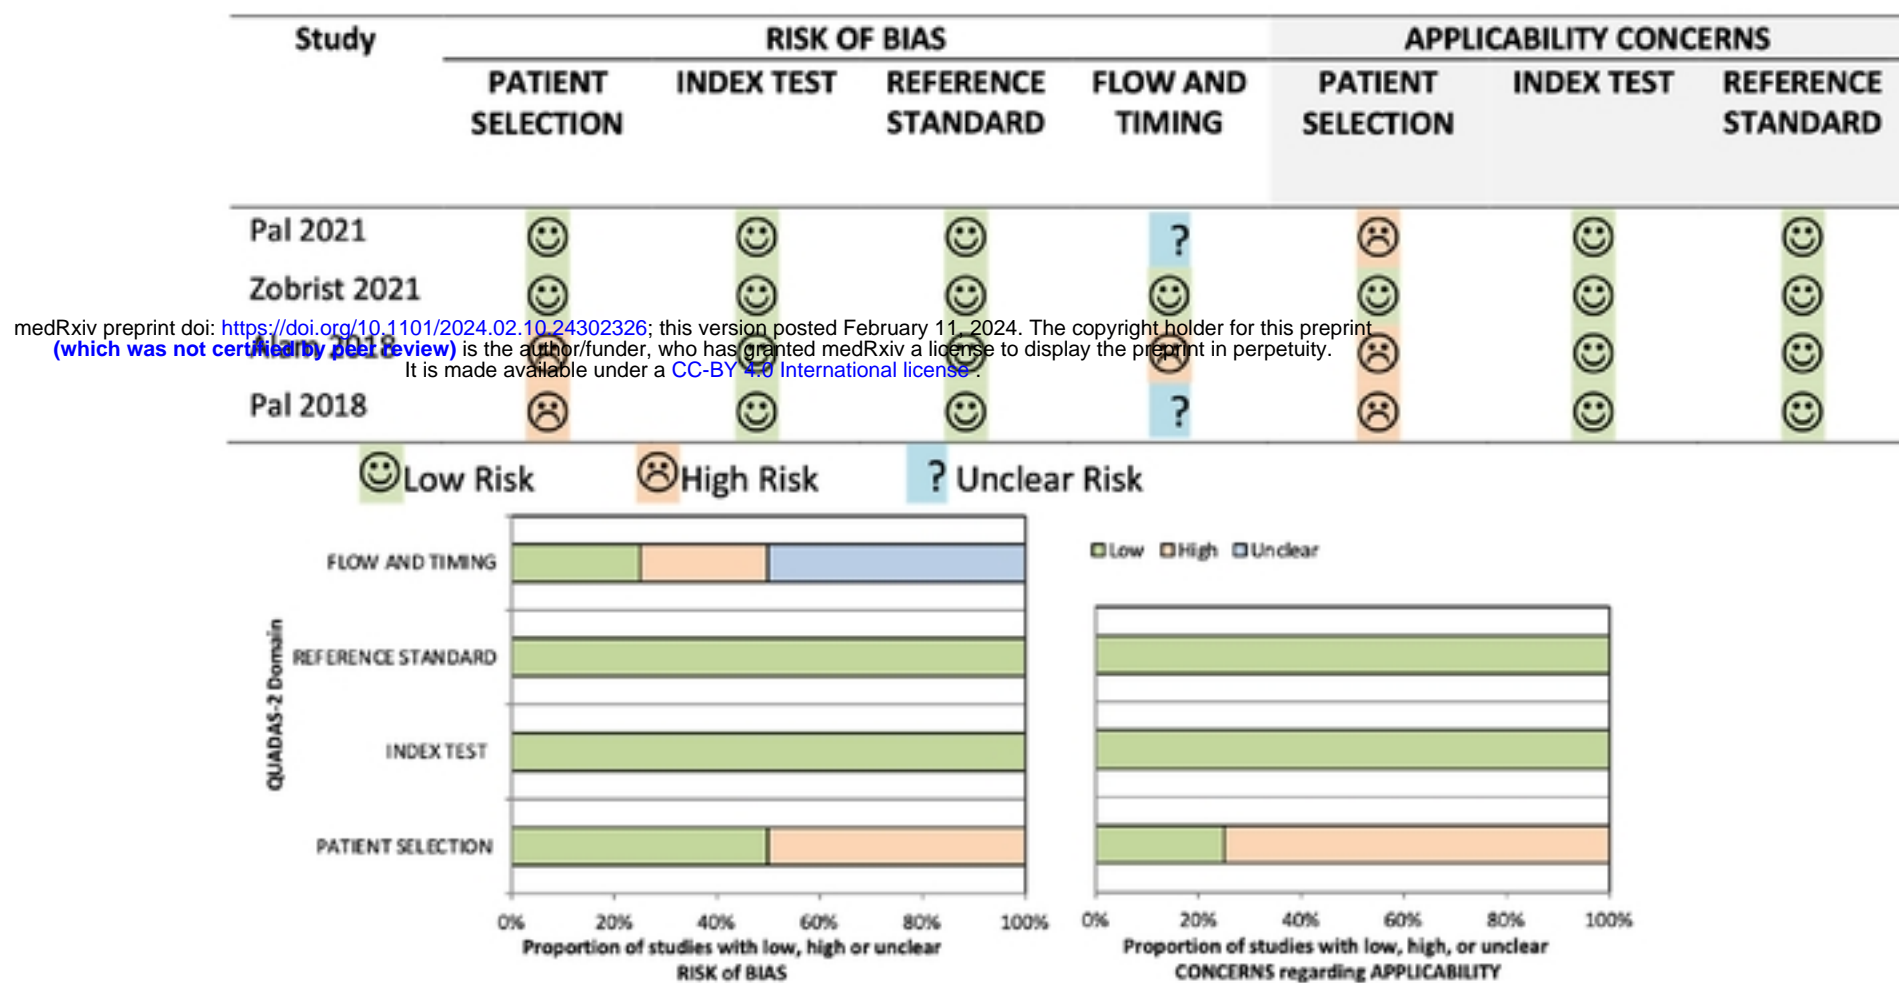 Study RISK OF BIAS APPLICABILITY CONCERNS
PATIENT SELECTION INDEX TEST REFERENCE STANDARD FLOW AND TIMING PATIENT SELECTION INDEX TEST REFERENCE STANDARD
Pal 2021 ?
Zobrist 2021
medRxiv preprint doi: https://doi.org/10.1101/2024.02.10.24302326; this version posted February 11, 2024. The copyright holder for this preprint
(which was not certified by peer review) is the author/funder, who has granted medRxiv a license to display the preprint in perpetuity.
It is made available under a CC-BY 4.0 International license .
Alam 2018
Pal 2018 ?
Low Risk High Risk ? Unclear Risk
QUADAS-2 Domain
FLOW AND TIMING
REFERENCE STANDARD
INDEX TEST
PATIENT SELECTION
0% 20% 40% 60% 80% 100%
Proportion of studies with low, high or unclear
RISK of BIAS
Low High Unclear
0% 20% 40% 60% 80% 100%
Proportion of studies with low, high, or unclear
CONCERNS regarding APPLICABILITY